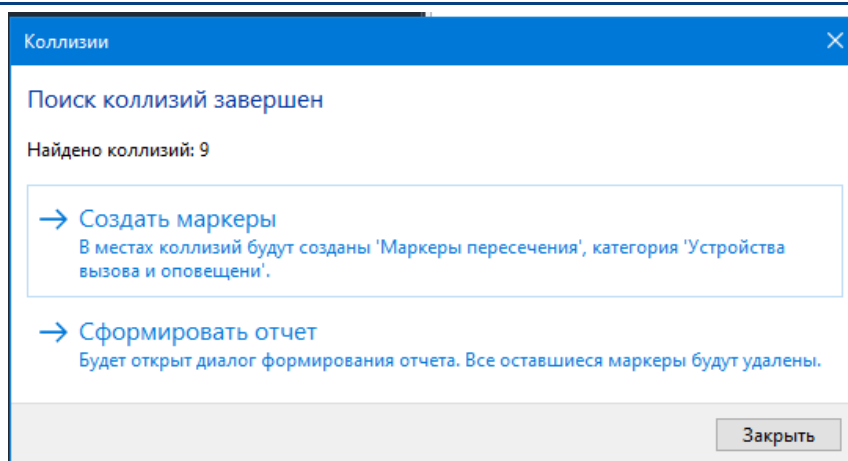 Коллизии
Поиск коллизий завершен
Найдено коллизий: 9
Создать маркеры
В местах коллизий будут созданы 'Маркеры пересечения', категория 'Устройства
вызова и оповещени'.
Сформировать отчет
Будет открыт диалог формирования отчета. Все оставшиеся маркеры будут удалены.
Закрыть